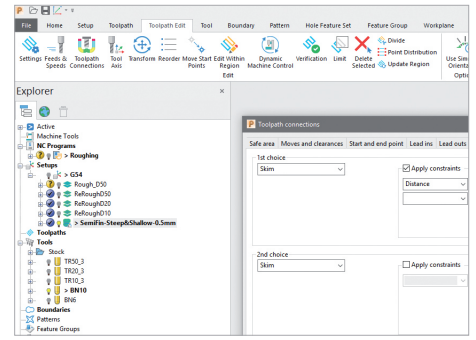 File Home Setup Toolpath Toolpath Edit Tool Boundary Pattern Hole Feature Set Feature Group Workplane
Settings Feeds & Speeds Toolpath Connections Tool Axis Transform Reorder Move Start Points Edit Within Region Dynamic Machine Control Verification Limit Delete Selected Divide Point Distribution Update Region Use Sim Orienta
Edit Optio
Explorer ×
Toolpath connections
Active
Machine Tools
NC Programs
> Roughing
Setups
> G54
Rough_D50
ReRoughD50
ReRoughD20
ReRoughD10
> SemiFin-Steep&Shallow-0.5mm
Toolpaths
Tools
Stock
TR50_3
TR20_3
TR10_3
> BN10
BN6
Boundaries
Patterns
Feature Groups
Safe area Moves and clearances Start and end point Lead ins Lead outs
1st choice
Skim Apply constraints
Distance
2nd choice
Skim Apply constraints